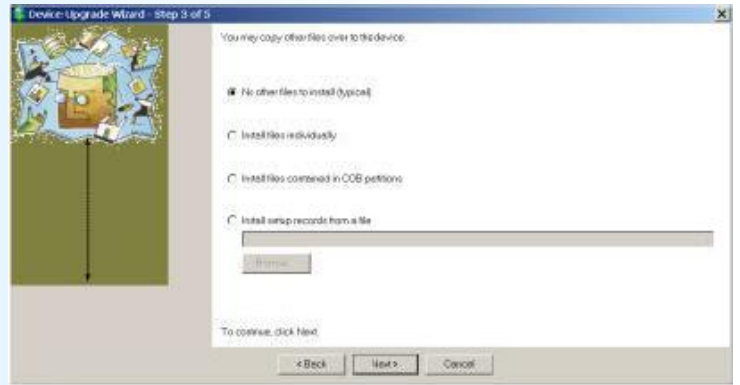 Device Upgrade Wizard - Step 3 of 5
You may copy other files over to the device.
No other files to install (typical)
Install files individually
Install files contained in COB partitions
Install setup records from a file
Browse...
To continue, click Next.
< Back
Next >
Cancel